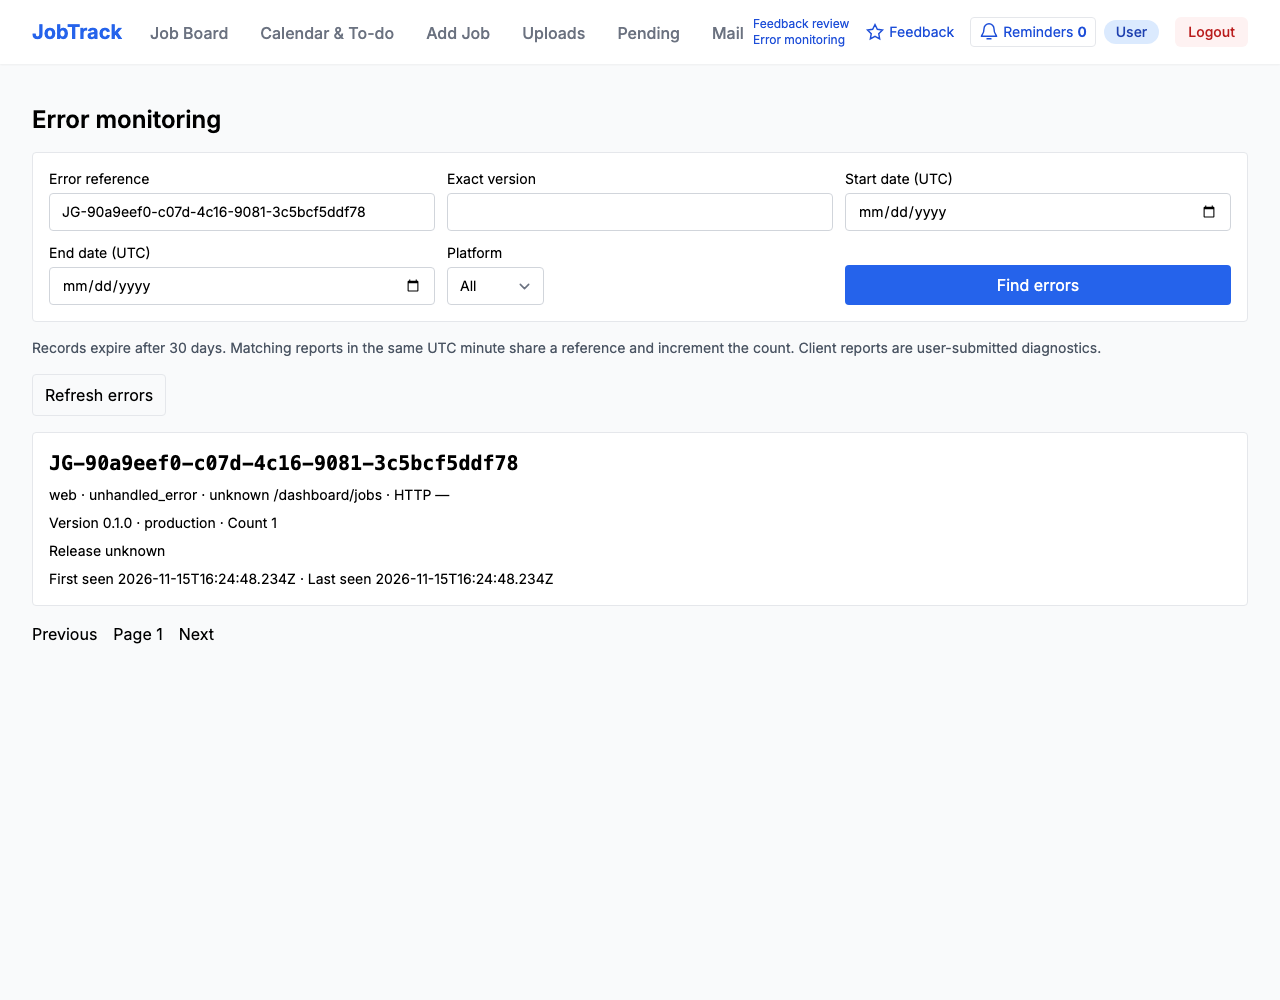 JobTrack
Job Board
Calendar & To-do
Add Job
Uploads
Pending
Mail
Feedback review
Error monitoring
Feedback
Reminders 0
User
Logout
Error monitoring
Error reference
JG-90a9eef0-c07d-4c16-9081-3c5bcf5ddf78
Exact version
Start date (UTC)
mm/dd/yyyy
End date (UTC)
mm/dd/yyyy
Platform
All
Find errors
Records expire after 30 days. Matching reports in the same UTC minute share a reference and increment the count. Client reports are user-submitted diagnostics.
Refresh errors
JG-90a9eef0-c07d-4c16-9081-3c5bcf5ddf78
web · unhandled_error · unknown /dashboard/jobs · HTTP —
Version 0.1.0 · production · Count 1
Release unknown
First seen 2026-11-15T16:24:48.234Z · Last seen 2026-11-15T16:24:48.234Z
Previous Page 1 Next